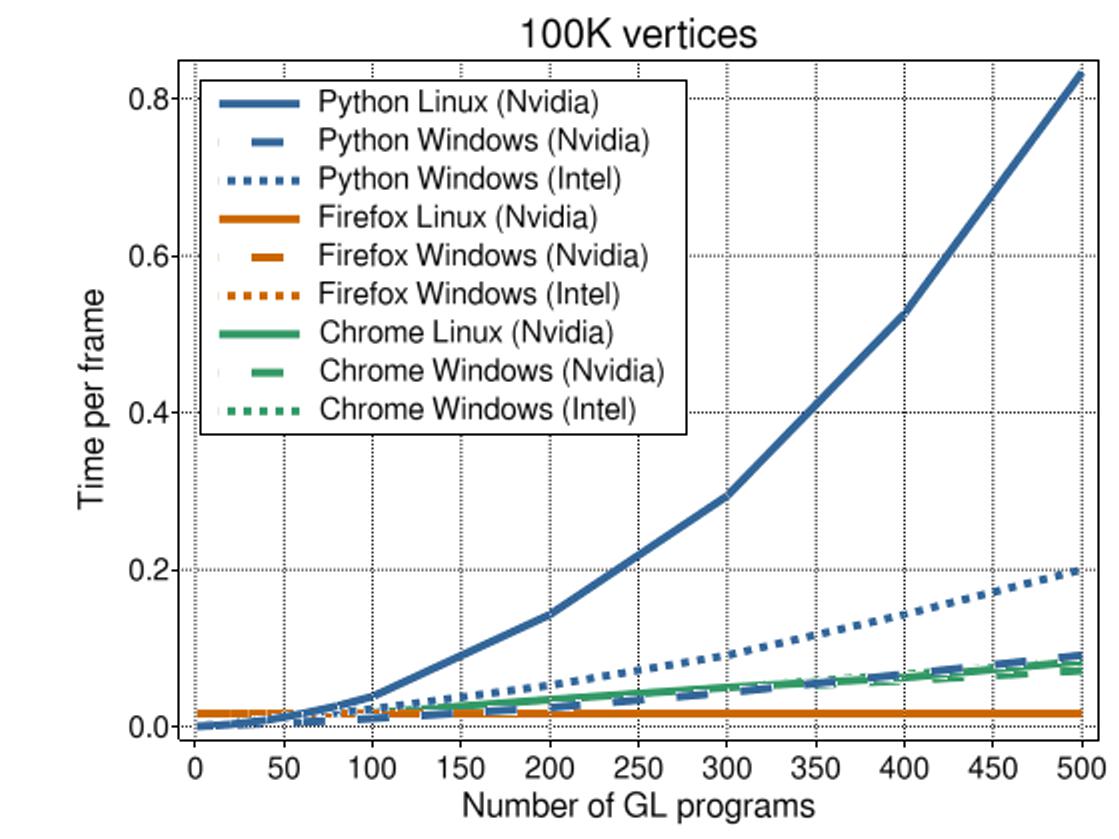 100K vertices
Python Linux (Nvidia)
Python Windows (Nvidia)
Python Windows (Intel)
Firefox Linux (Nvidia)
Firefox Windows (Nvidia)
Firefox Windows (Intel)
Chrome Linux (Nvidia)
Chrome Windows (Nvidia)
Chrome Windows (Intel)
0.8
0.6
0.4
0.2
0.0
Time per frame
0 50 100 150 200 250 300 350 400 450 500
Number of GL programs